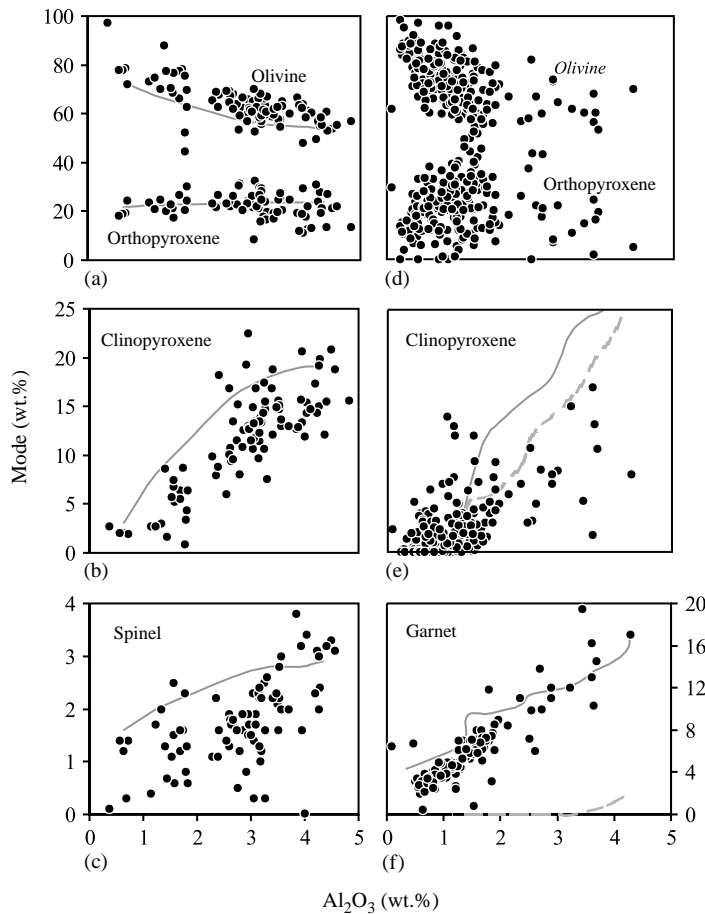 100
80
60
40
20
0
Olivine
Orthopyroxene
(a)
Olivine
Orthopyroxene
(d)
25
20
15
10
5
0
Clinopyroxene
(b)
Clinopyroxene
(e)
Mode (wt.%)
4
3
2
1
0
Spinel
0 1 2 3 4 5
(c)
Garnet
20
16
12
8
4
0
0 1 2 3 4 5
(f)
Al₂O₃ (wt.%)